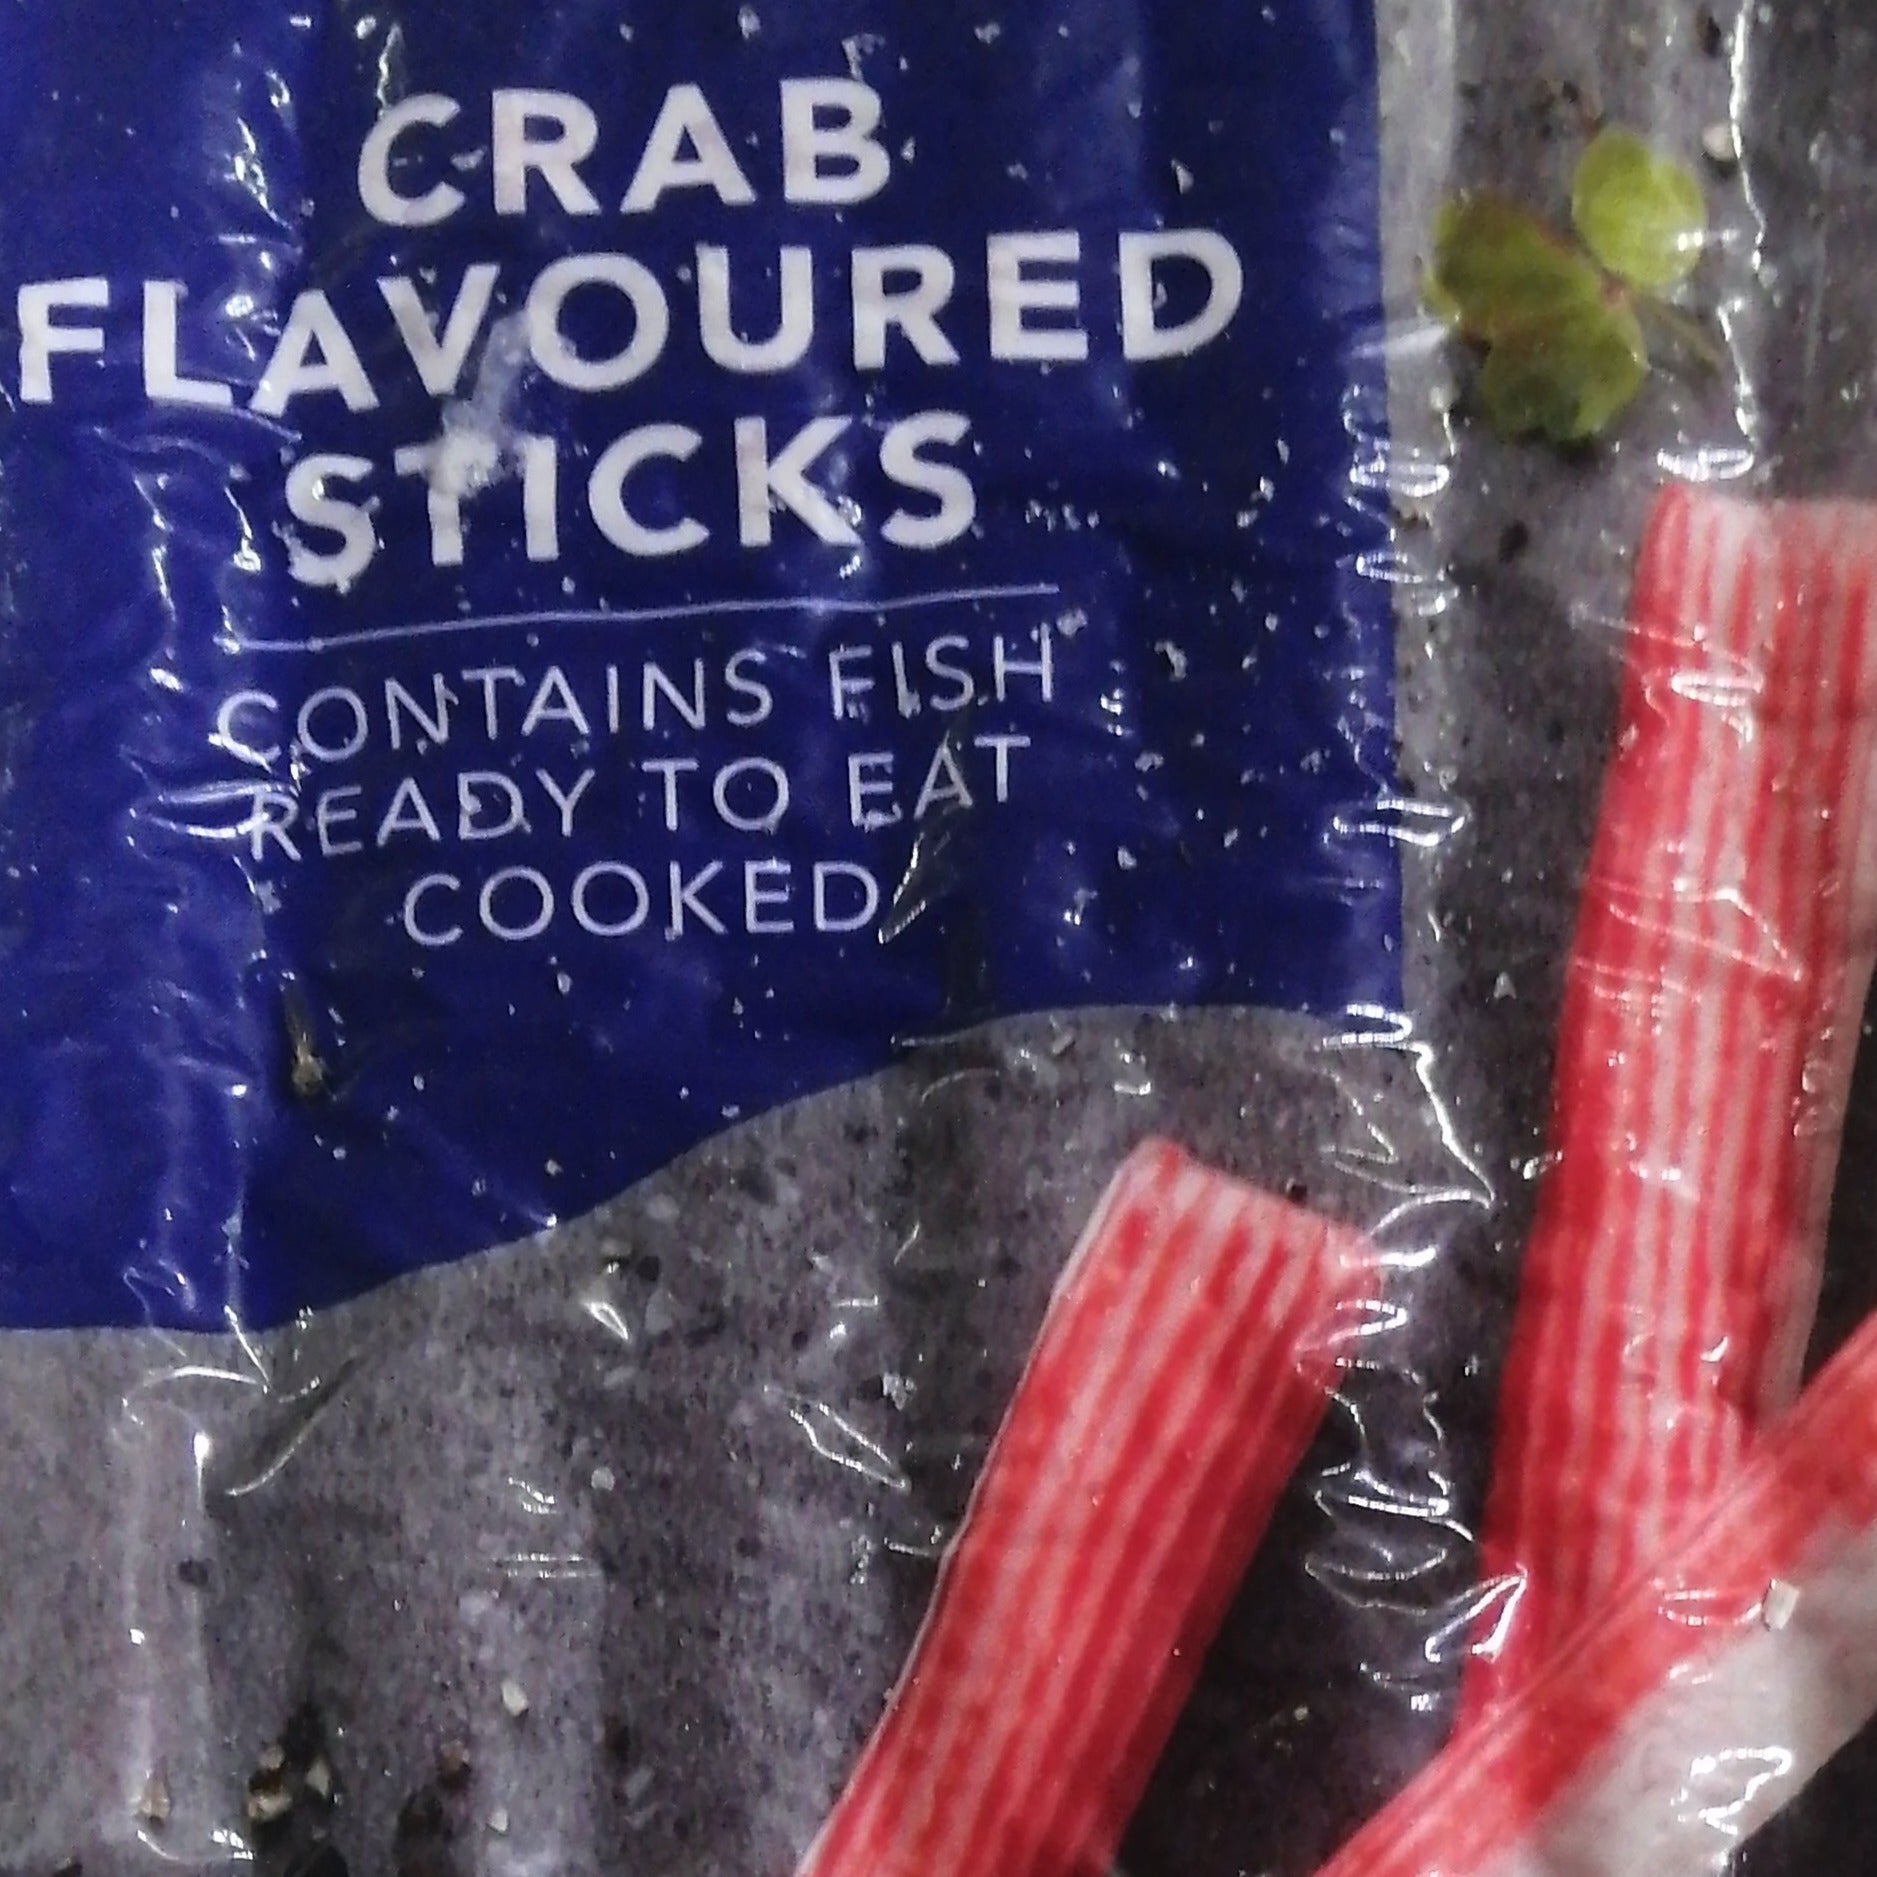 CRAB
FLAVOURED
STICKS
CONTAINS FISH
READY TO EAT
COOKED